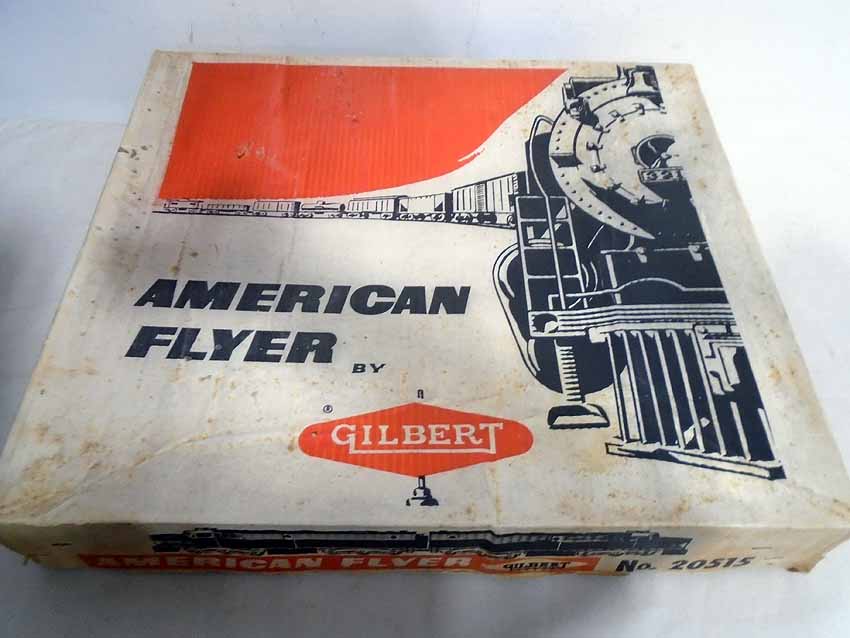 AMERICAN
FLYER BY
®
GILBERT
AMERICAN FLYER GILBERT No. 20515